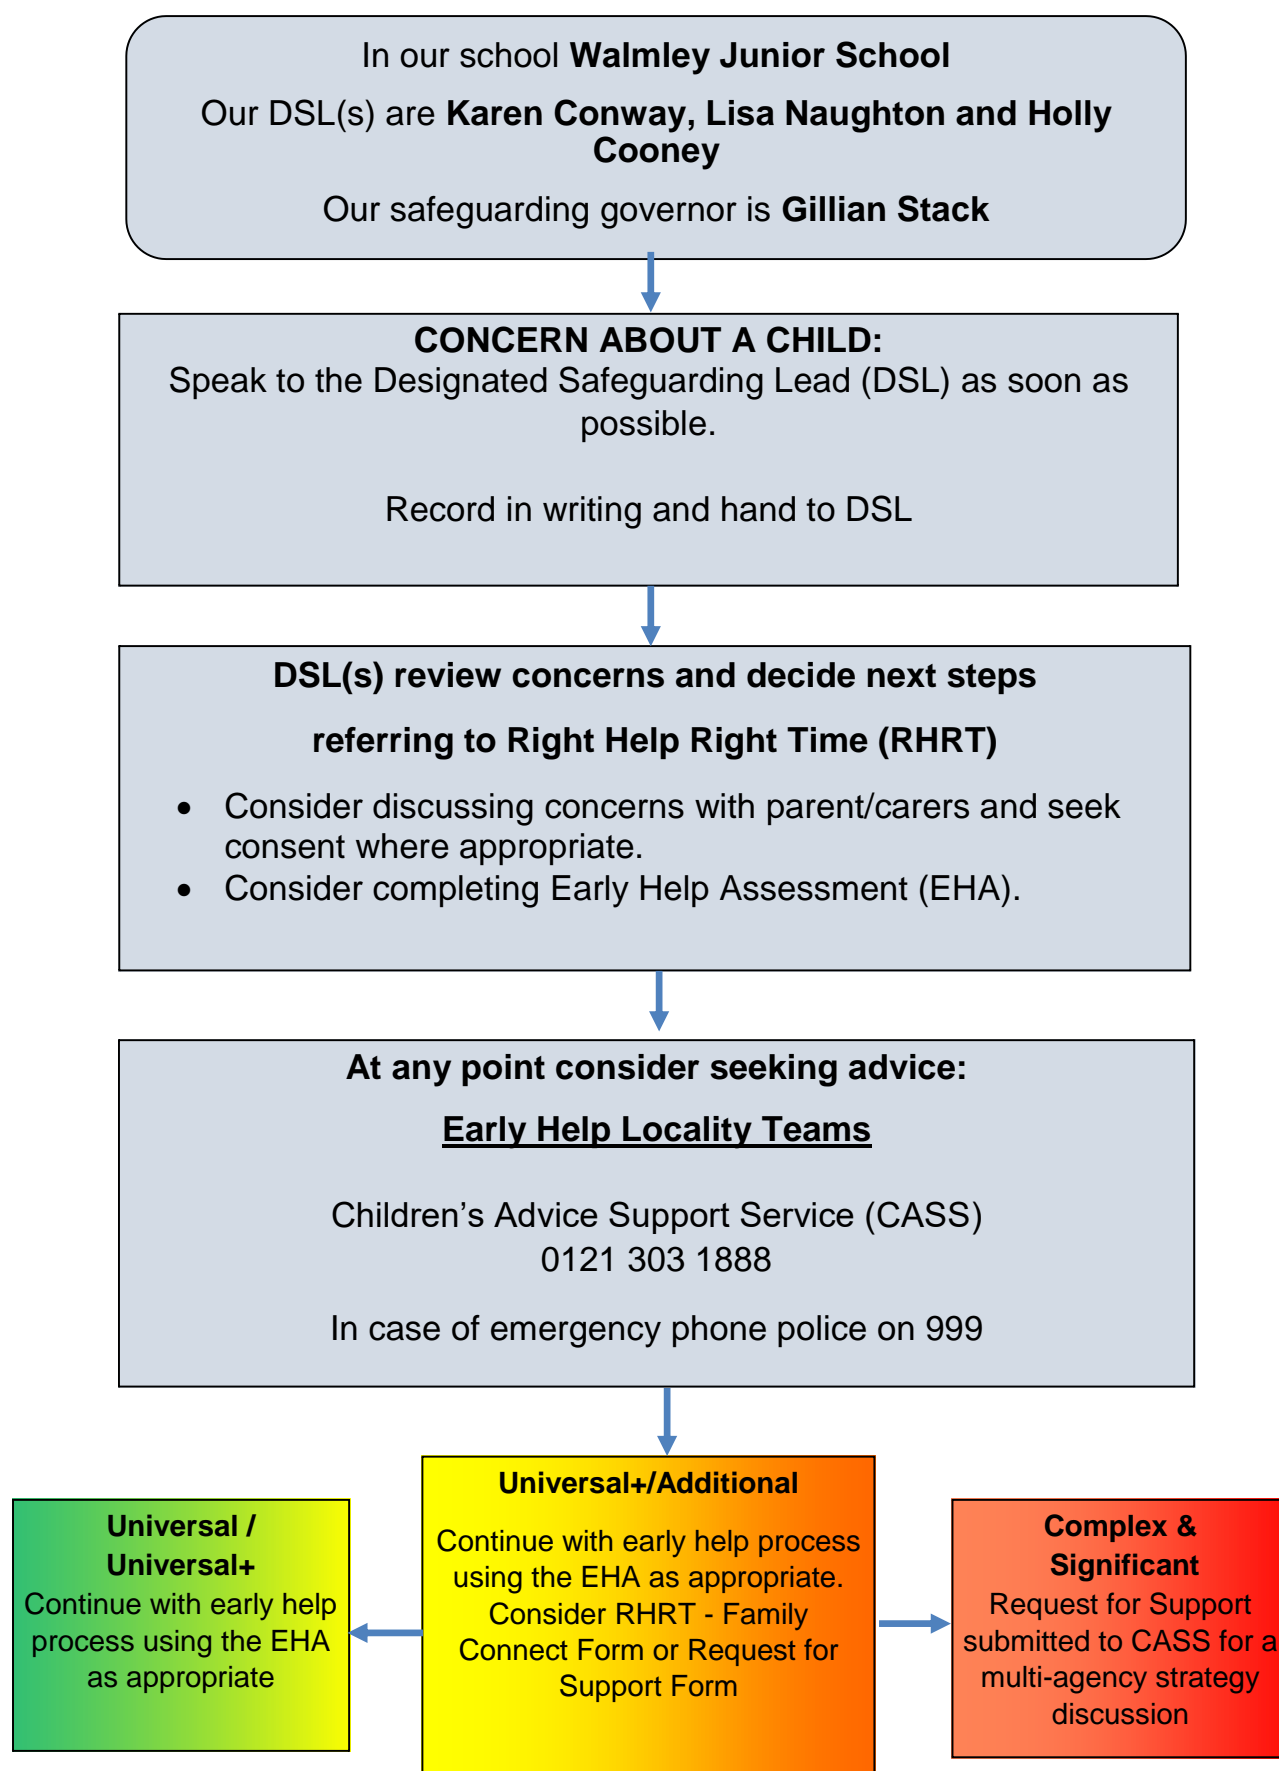 In our school Walmley Junior School
Our DSL(s) are Karen Conway, Lisa Naughton and Holly
Cooney
Our safeguarding governor is Gillian Stack
CONCERN ABOUT A CHILD:
Speak to the Designated Safeguarding Lead (DSL) as soon as
possible.
Record in writing and hand to DSL
DSL(s) review concerns and decide next steps
referring to Right Help Right Time (RHRT)
• Consider discussing concerns with parent/carers and seek
consent where appropriate.
• Consider completing Early Help Assessment (EHA).
At any point consider seeking advice:
Early Help Locality Teams
Children’s Advice Support Service (CASS)
0121 303 1888
In case of emergency phone police on 999
Universal /
Universal+
Continue with early help
process using the EHA
as appropriate
Universal+/Additional
Continue with early help process
using the EHA as appropriate.
Consider RHRT - Family
Connect Form or Request for
Support Form
Complex &
Significant
Request for Support
submitted to CASS for a
multi-agency strategy
discussion